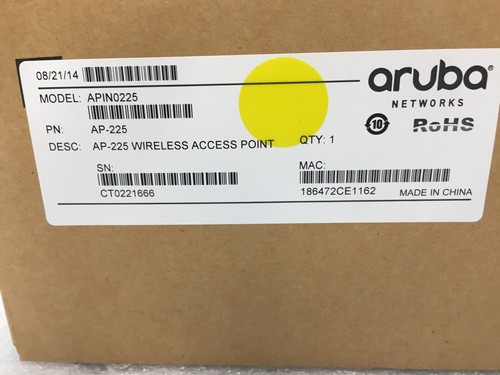 08/21/14
aruba
NETWORKS
MODEL: APIN0225
10
RoHS
PN: AP-225
DESC: AP-225 WIRELESS ACCESS POINT QTY: 1
SN: MAC:
CT0221666 186472CE1162 MADE IN CHINA